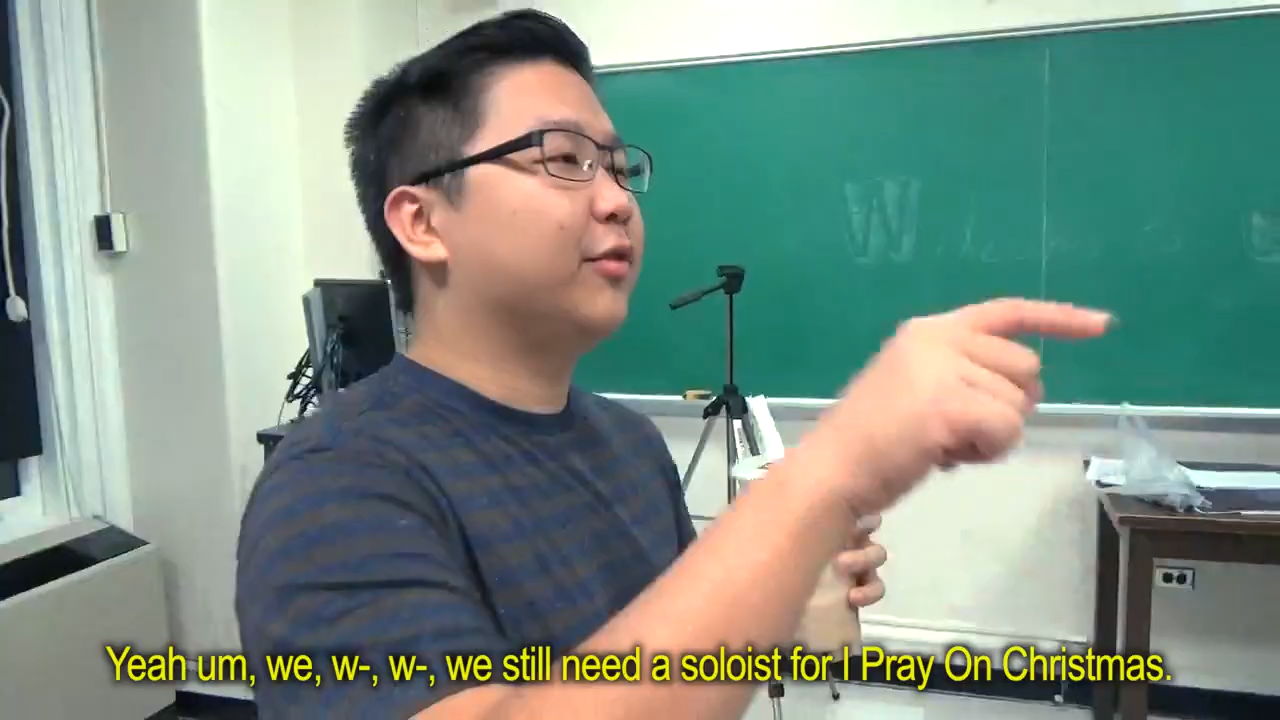 W
Yeah um, we, w-, w-, we still need a soloist for I Pray On Christmas.